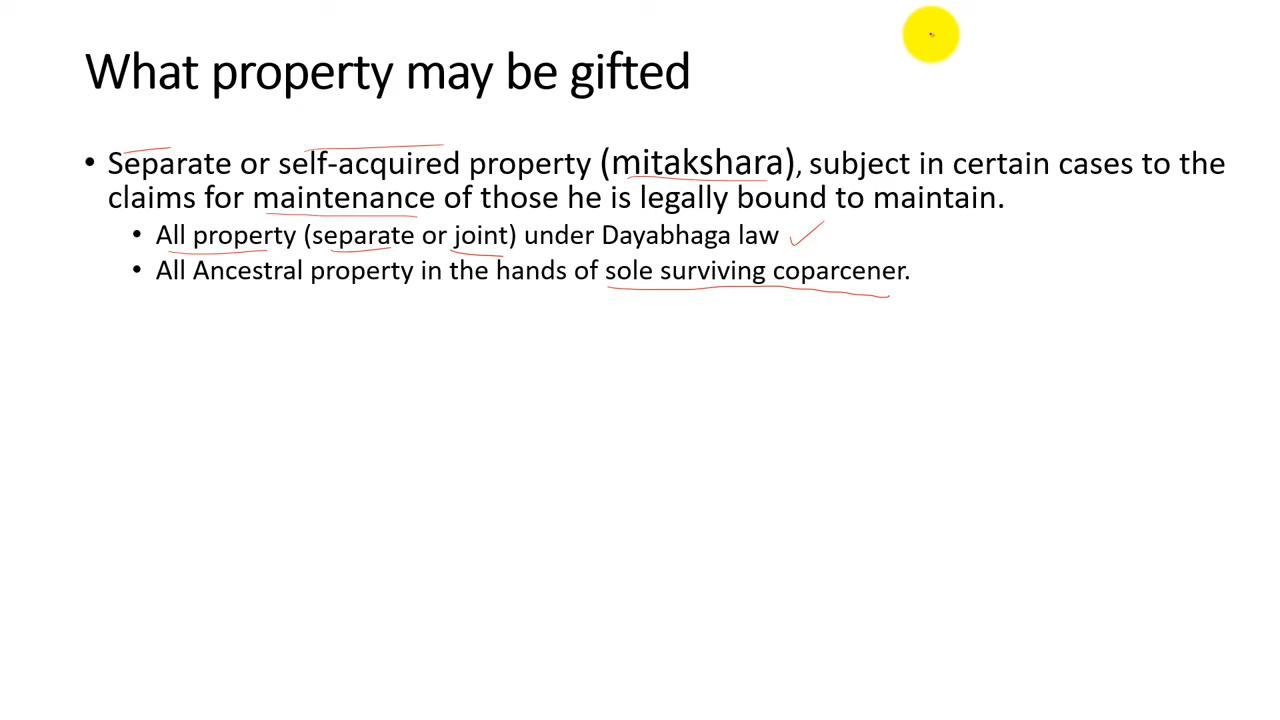 What property may be gifted
• Separate or self-acquired property (mitakshara), subject in certain cases to the
claims for maintenance of those he is legally bound to maintain.
• All property (separate or joint) under Dayabhaga law
• All Ancestral property in the hands of sole surviving coparcener.